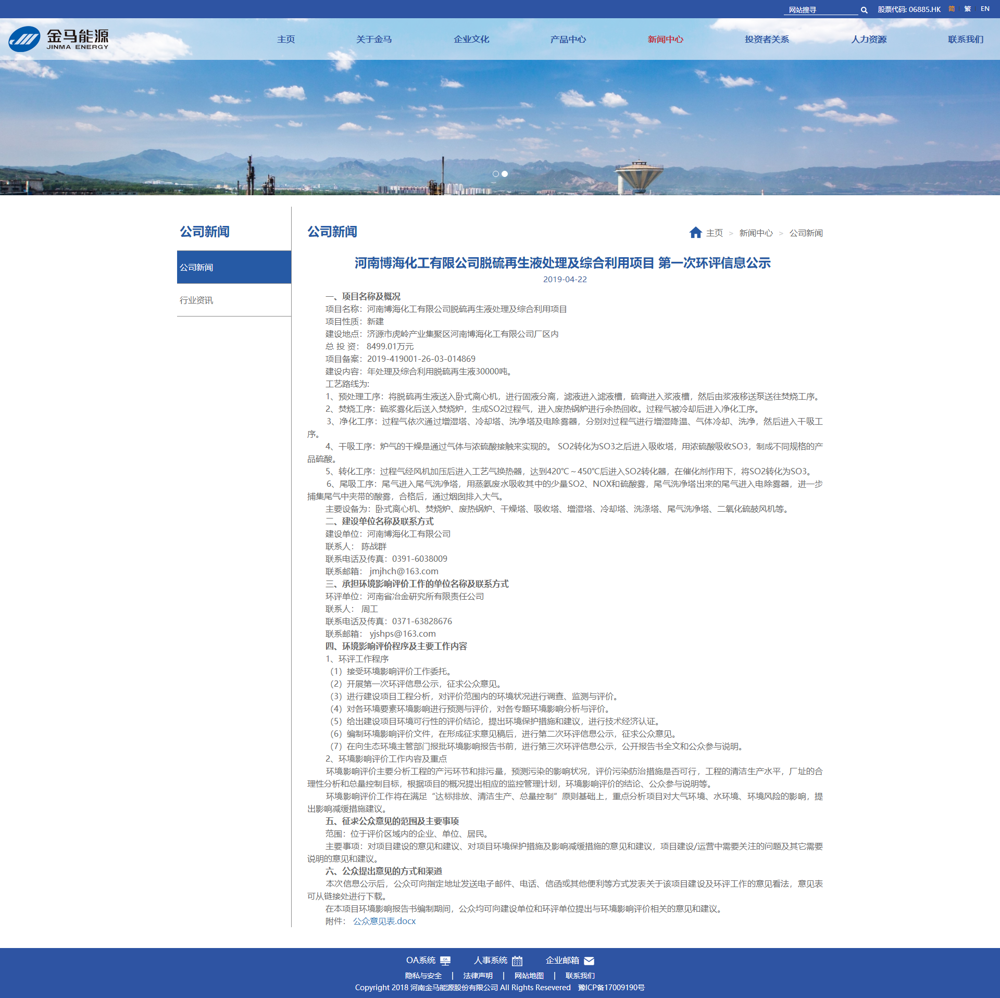 网站搜寻 股票代码: 06885.HK 简 繁 EN
金马能源
JINMA ENERGY
主页 关于金马 企业文化 产品中心 新闻中心 投资者关系 人力资源 联系我们
公司新闻
公司新闻
行业资讯
公司新闻
主页 > 新闻中心 > 公司新闻
河南博海化工有限公司脱硫再生液处理及综合利用项目 第一次环评信息公示
2019-04-22
一、项目名称及概况
项目名称：河南博海化工有限公司脱硫再生液处理及综合利用项目
项目性质：新建
建设地点：济源市虎岭产业集聚区河南博海化工有限公司厂区内
总 投 资： 8499.01万元
项目备案：2019-419001-26-03-014869
建设内容：年处理及综合利用脱硫再生液30000吨。
工艺路线为:
1、预处理工序：将脱硫再生液送入卧式离心机，进行固液分离，滤液进入滤液槽，硫膏进入浆液槽，然后由浆液移送泵送往焚烧工序。
2、焚烧工序：硫浆雾化后送入焚烧炉，生成SO2过程气，进入废热锅炉进行余热回收。过程气被冷却后进入净化工序。
3、净化工序：过程气依次通过增湿塔、冷却塔、洗净塔及电除雾器，分别对过程气进行增湿降温、气体冷却、洗净，然后进入干吸工
序。
4、干吸工序：炉气的干燥是通过气体与浓硫酸接触来实现的。 SO2转化为SO3之后进入吸收塔，用浓硫酸吸收SO3，制成不同规格的产
品硫酸。
5、转化工序：过程气经风机加压后进入工艺气换热器，达到420℃～450℃后进入SO2转化器，在催化剂作用下，将SO2转化为SO3。
6、尾吸工序：尾气进入尾气洗净塔，用蒸氨废水吸收其中的少量SO2、NOX和硫酸雾，尾气洗净塔出来的尾气进入电除雾器，进一步
捕集尾气中夹带的酸雾，合格后，通过烟囱排入大气。
主要设备为：卧式离心机、焚烧炉、废热锅炉、干燥塔、吸收塔、增湿塔、冷却塔、洗涤塔、尾气洗净塔、二氧化硫鼓风机等。
二、建设单位名称及联系方式
建设单位：河南博海化工有限公司
联系人： 陈战群
联系电话及传真：0391-6038009
联系邮箱： jmjhch@163.com
三、承担环境影响评价工作的单位名称及联系方式
环评单位：河南省冶金研究所有限责任公司
联系人： 周工
联系电话及传真：0371-63828676
联系邮箱： yjshps@163.com
四、环境影响评价程序及主要工作内容
1、环评工作程序
（1）接受环境影响评价工作委托。
（2）开展第一次环评信息公示，征求公众意见。
（3）进行建设项目工程分析，对评价范围内的环境状况进行调查、监测与评价。
（4）对各环境要素环境影响进行预测与评价，对各专题环境影响分析与评价。
（5）给出建设项目环境可行性的评价结论，提出环境保护措施和建议，进行技术经济认证。
（6）编制环境影响评价文件，在形成征求意见稿后，进行第二次环评信息公示，征求公众意见。
（7）在向生态环境主管部门报批环境影响报告书前，进行第三次环评信息公示，公开报告书全文和公众参与说明。
2、环境影响评价工作内容及重点
环境影响评价主要分析工程的产污环节和排污量，预测污染的影响状况，评价污染防治措施是否可行，工程的清洁生产水平，厂址的合
理性分析和总量控制目标，根据项目的概况提出相应的监控管理计划，环境影响评价的结论、公众参与说明等。
环境影响评价工作将在满足“达标排放、清洁生产、总量控制”原则基础上，重点分析项目对大气环境、水环境、环境风险的影响，提
出影响减缓措施建议。
五、征求公众意见的范围及主要事项
范围：位于评价区域内的企业、单位、居民。
主要事项：对项目建设的意见和建议、对项目环境保护措施及影响减缓措施的意见和建议，项目建设/运营中需要关注的问题及其它需要
说明的意见和建议。
六、公众提出意见的方式和渠道
本次信息公示后，公众可向指定地址发送电子邮件、电话、信函或其他便利等方式发表关于该项目建设及环评工作的意见看法，意见表
可从链接处进行下载。
在本项目环境影响报告书编制期间，公众均可向建设单位和环评单位提出与环境影响评价相关的意见和建议。
附件： 公众意见表.docx
OA系统 人事系统 企业邮箱
隐私与安全 | 法律声明 | 网站地图 | 联系我们
Copyright 2018 河南金马能源股份有限公司 All Rights Resevered 豫ICP备17009190号